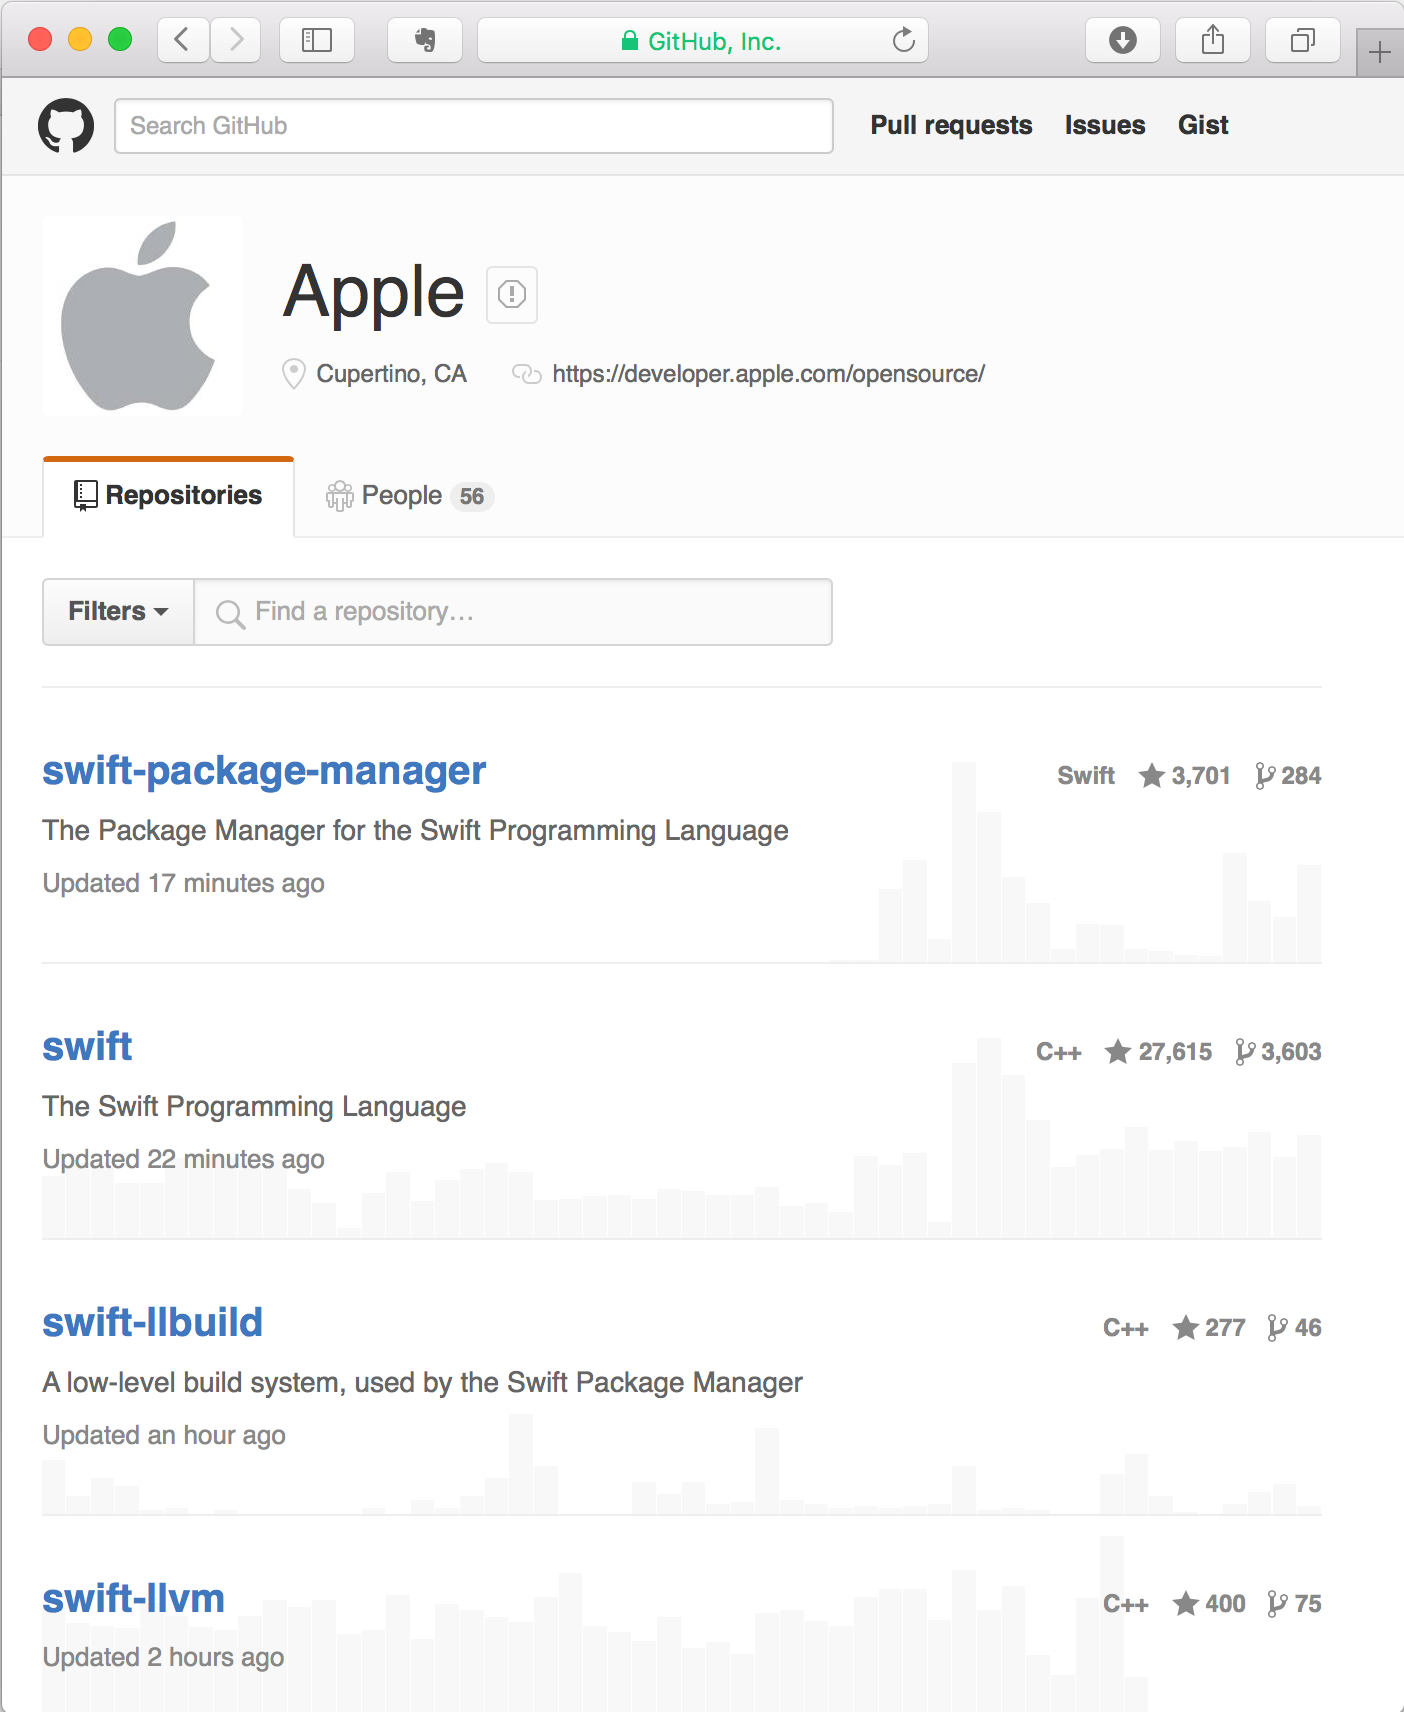 GitHub, Inc.
Search GitHub
Pull requests Issues Gist
Apple
Cupertino, CA https://developer.apple.com/opensource/
Repositories People 56
Filters Find a repository…
swift-package-manager Swift 3,701 284
The Package Manager for the Swift Programming Language
Updated 17 minutes ago
swift C++ 27,615 3,603
The Swift Programming Language
Updated 22 minutes ago
swift-llbuild C++ 277 46
A low-level build system, used by the Swift Package Manager
Updated an hour ago
swift-llvm C++ 400 75
Updated 2 hours ago